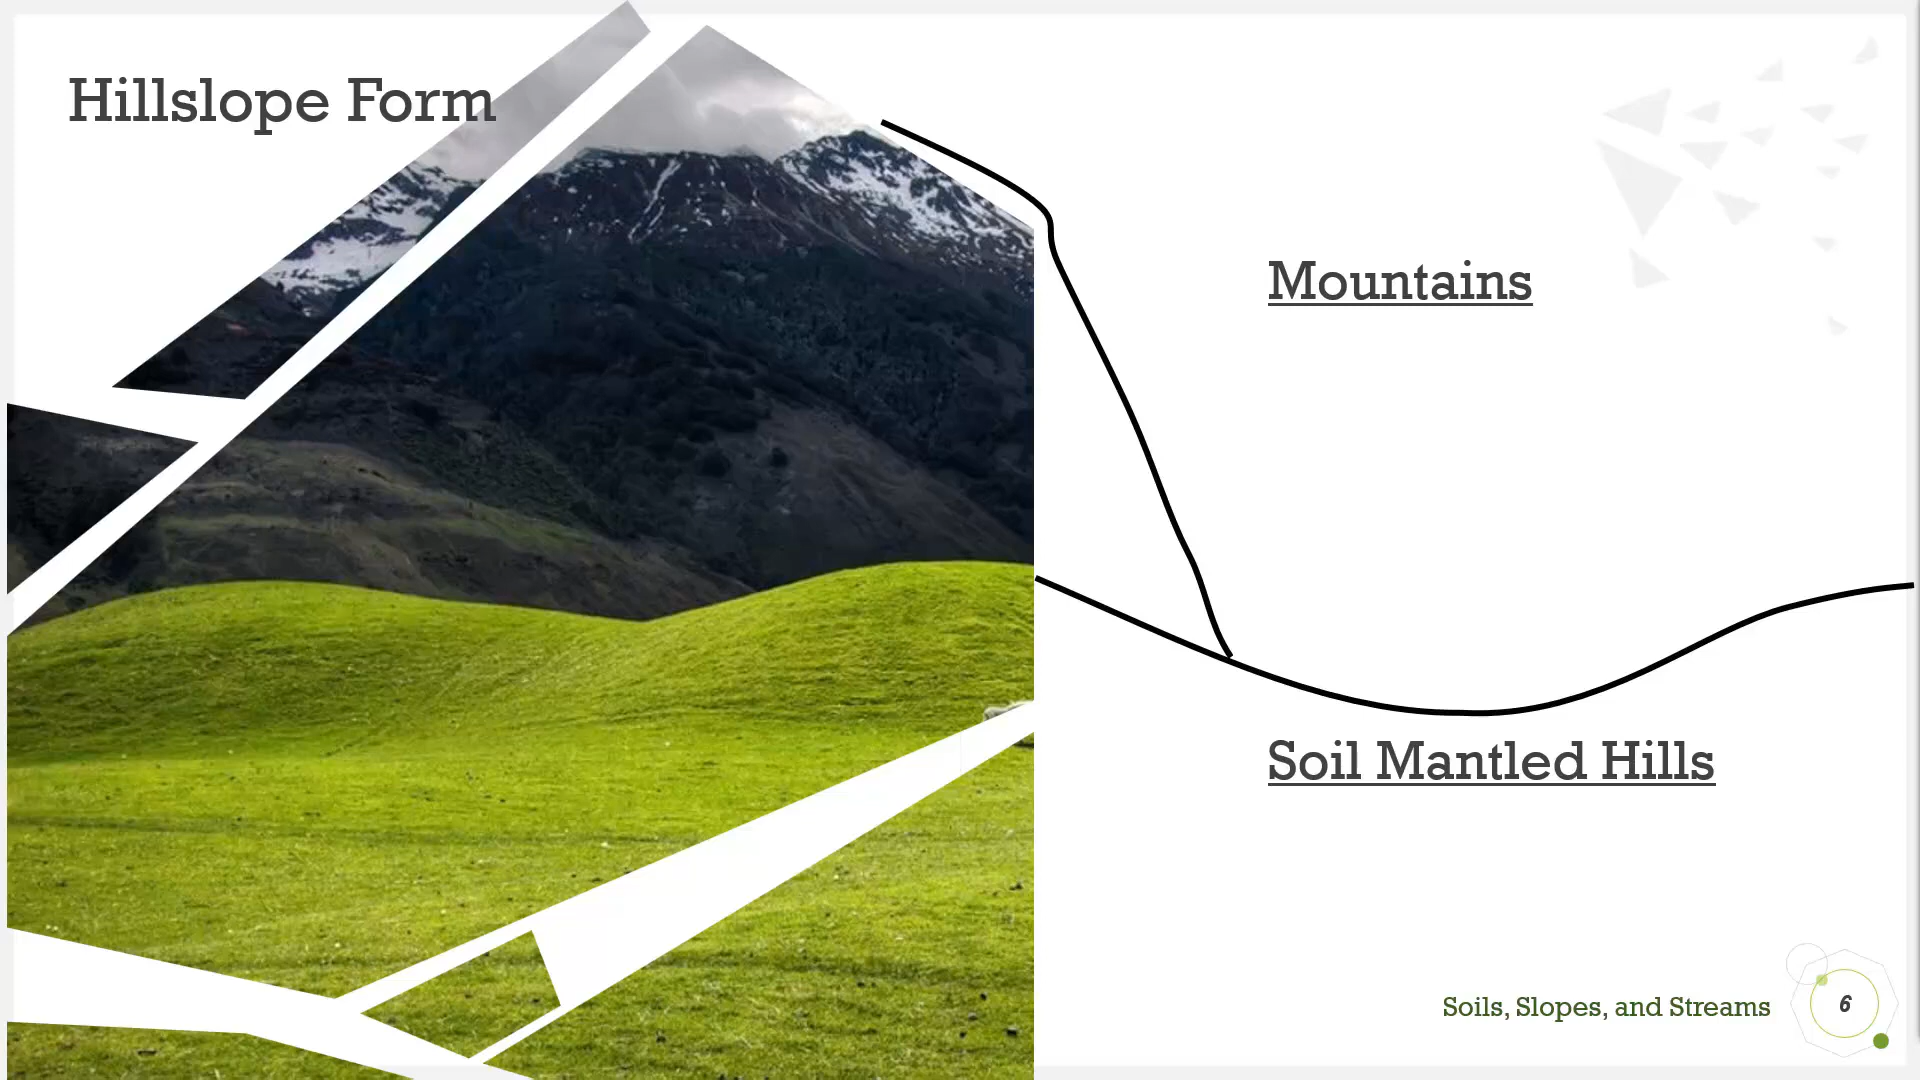 Hillslope Form
Mountains
Soil Mantled Hills
Soils, Slopes, and Streams
6